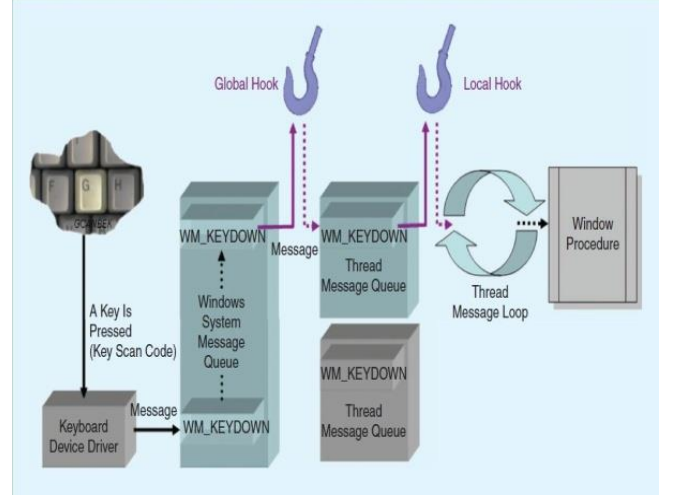 Global Hook
Local Hook
F
G
H
WM_KEYDOWN
Message
WM_KEYDOWN
Thread
Message Queue
Window
Procedure
Thread
Message Loop
Windows
System
Message
Queue
A Key Is
Pressed
(Key Scan Code)
WM_KEYDOWN
Thread
Message Queue
Message
WM_KEYDOWN
Keyboard
Device Driver